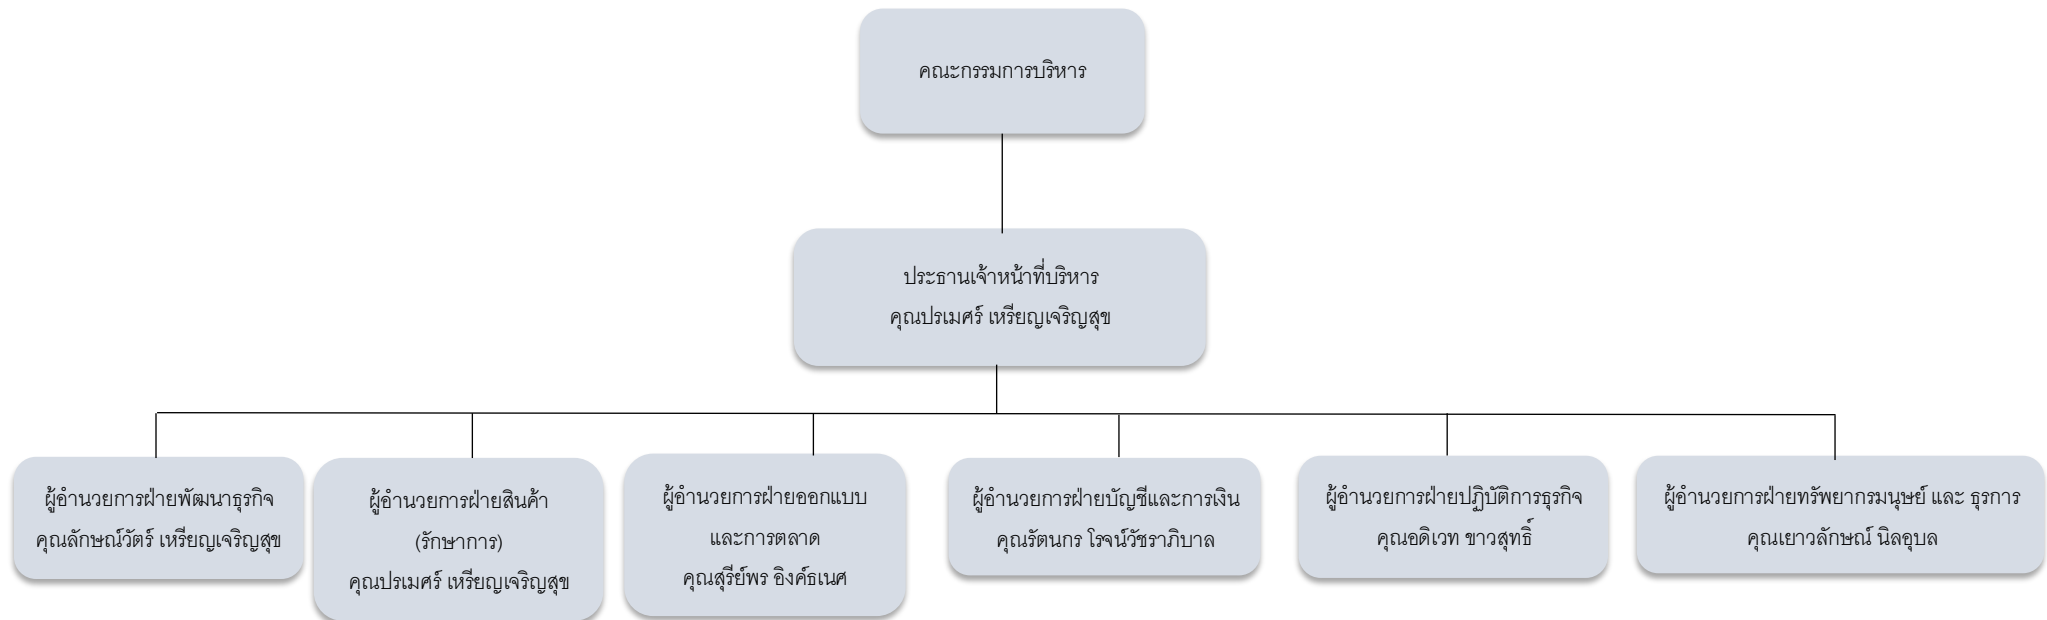 คณะกรรมการบริหาร
ประธานเจ้าหน้าที่บริหาร
คุณปรเมศร์ เหรียญเจริญสุข
ผู้อำนวยการฝ่ายพัฒนาธุรกิจ
คุณลักษณ์วัตร์ เหรียญเจริญสุข
ผู้อำนวยการฝ่ายสินค้า
(รักษาการ)
คุณปรเมศร์ เหรียญเจริญสุข
ผู้อำนวยการฝ่ายออกแบบ
และการตลาด
คุณสุรีย์พร อิงค์ธเนศ
ผู้อำนวยการฝ่ายบัญชีและการเงิน
คุณรัตนกร โรจน์วัชราภิบาล
ผู้อำนวยการฝ่ายปฏิบัติการธุรกิจ
คุณอดิเวท ขาวสุทธิ์
ผู้อำนวยการฝ่ายทรัพยากรมนุษย์ และ ธุรการ
คุณเยาวลักษณ์ นิลอุบล